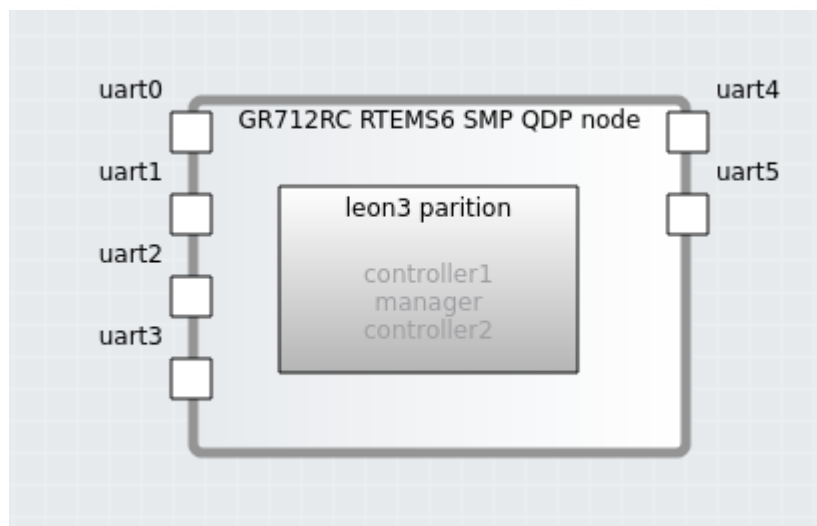 uart0
uart4
GR712RC RTEMS6 SMP QDP node
uart1
uart5
leon3 parition
uart2
controller1
manager
controller2
uart3